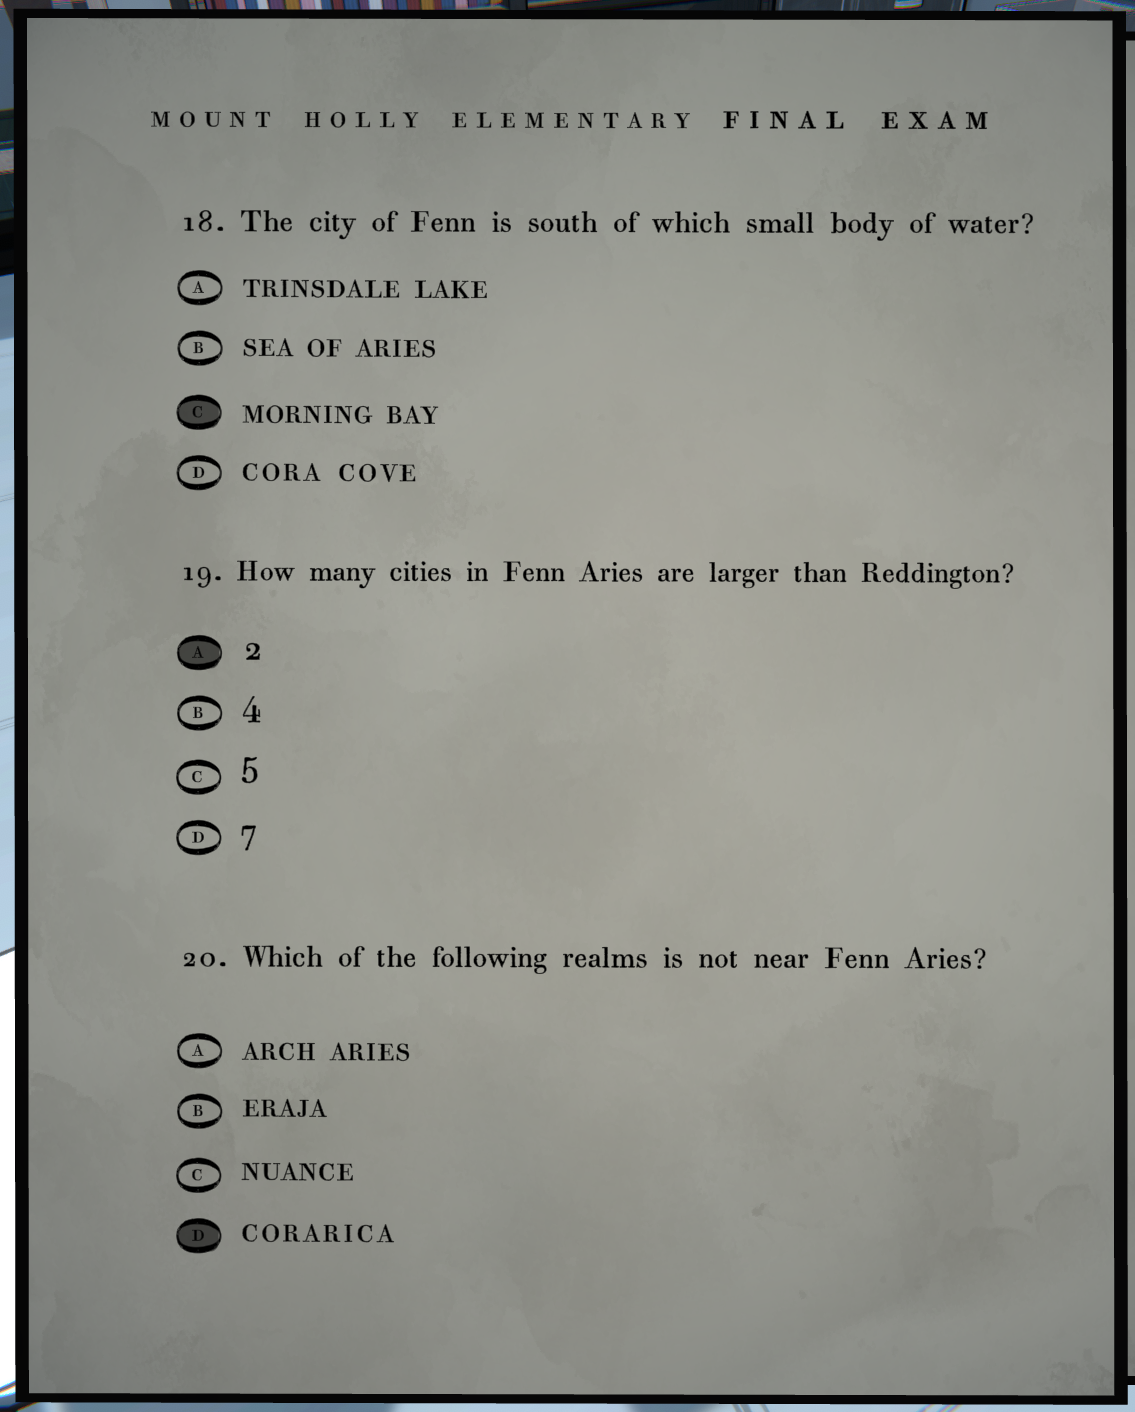 MOUNT HOLLY ELEMENTARY FINAL EXAM
18. The city of Fenn is south of which small body of water?
A TRINSDALE LAKE
B SEA OF ARIES
C MORNING BAY
D CORA COVE
19. How many cities in Fenn Aries are larger than Reddington?
A 2
B 4
C 5
D 7
20. Which of the following realms is not near Fenn Aries?
A ARCH ARIES
B ERAJA
C NUANCE
D CORARICA